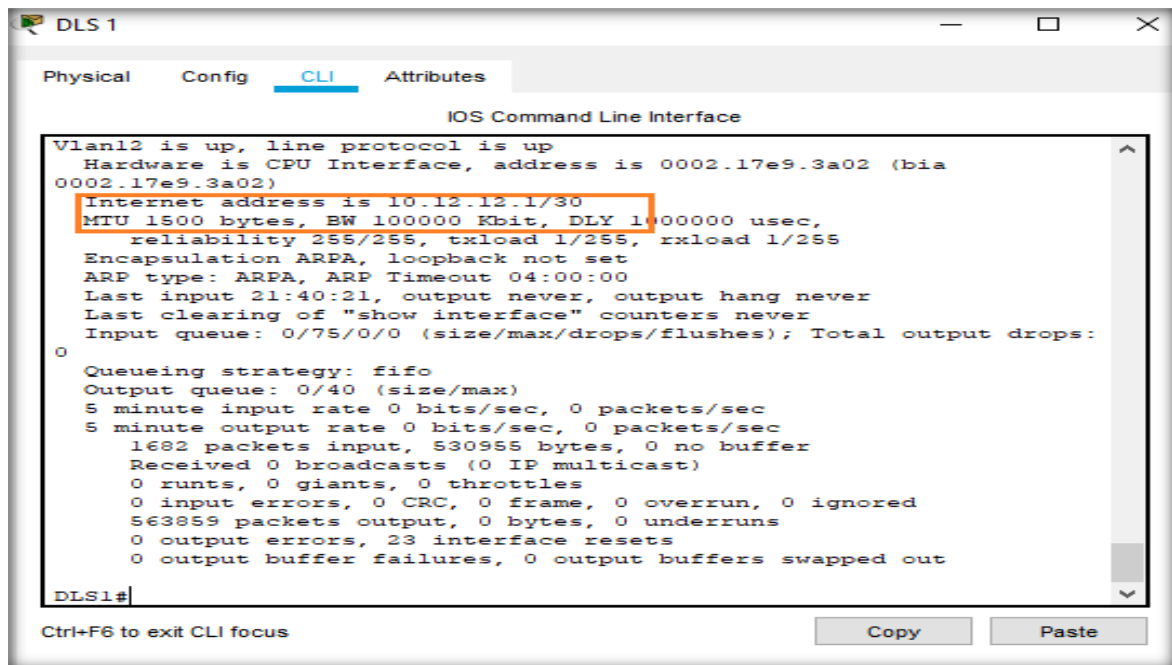 DLS 1
Physical Config CLI Attributes
IOS Command Line Interface
Vlan12 is up, line protocol is up
Hardware is CPU Interface, address is 0002.17e9.3a02 (bia
0002.17e9.3a02)
Internet address is 10.12.12.1/30
MTU 1500 bytes, BW 100000 Kbit, DLY 1000000 usec,
reliability 255/255, txload 1/255, rxload 1/255
Encapsulation ARPA, loopback not set
ARP type: ARPA, ARP Timeout 04:00:00
Last input 21:40:21, output never, output hang never
Last clearing of "show interface" counters never
Input queue: 0/75/0/0 (size/max/drops/flushes); Total output drops:
0
Queueing strategy: fifo
Output queue: 0/40 (size/max)
5 minute input rate 0 bits/sec, 0 packets/sec
5 minute output rate 0 bits/sec, 0 packets/sec
1682 packets input, 530955 bytes, 0 no buffer
Received 0 broadcasts (0 IP multicast)
0 runts, 0 giants, 0 throttles
0 input errors, 0 CRC, 0 frame, 0 overrun, 0 ignored
563859 packets output, 0 bytes, 0 underruns
0 output errors, 23 interface resets
0 output buffer failures, 0 output buffers swapped out
DLS1#
Ctrl+F6 to exit CLI focus Copy Paste